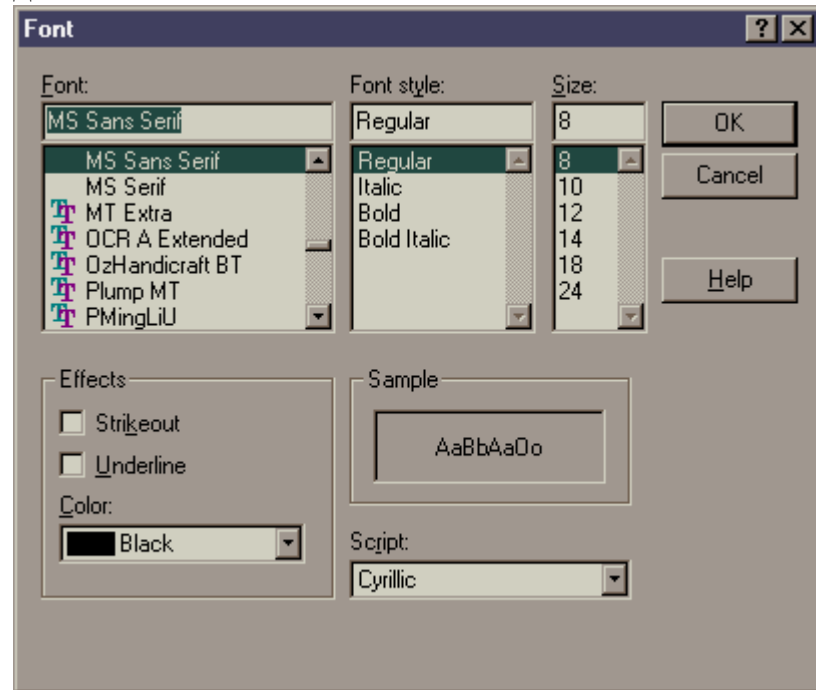 Font
Font:
MS Sans Serif
MS Sans Serif
MS Serif
MT Extra
OCR A Extended
OzHandicraft BT
Plump MT
PMingLiU
Font style:
Regular
Regular
Italic
Bold
Bold Italic
Size:
8
8
10
12
14
18
24
OK
Cancel
Help
Effects
Strikeout
Underline
Color:
Black
Sample
AaBbAaOo
Script:
Cyrillic